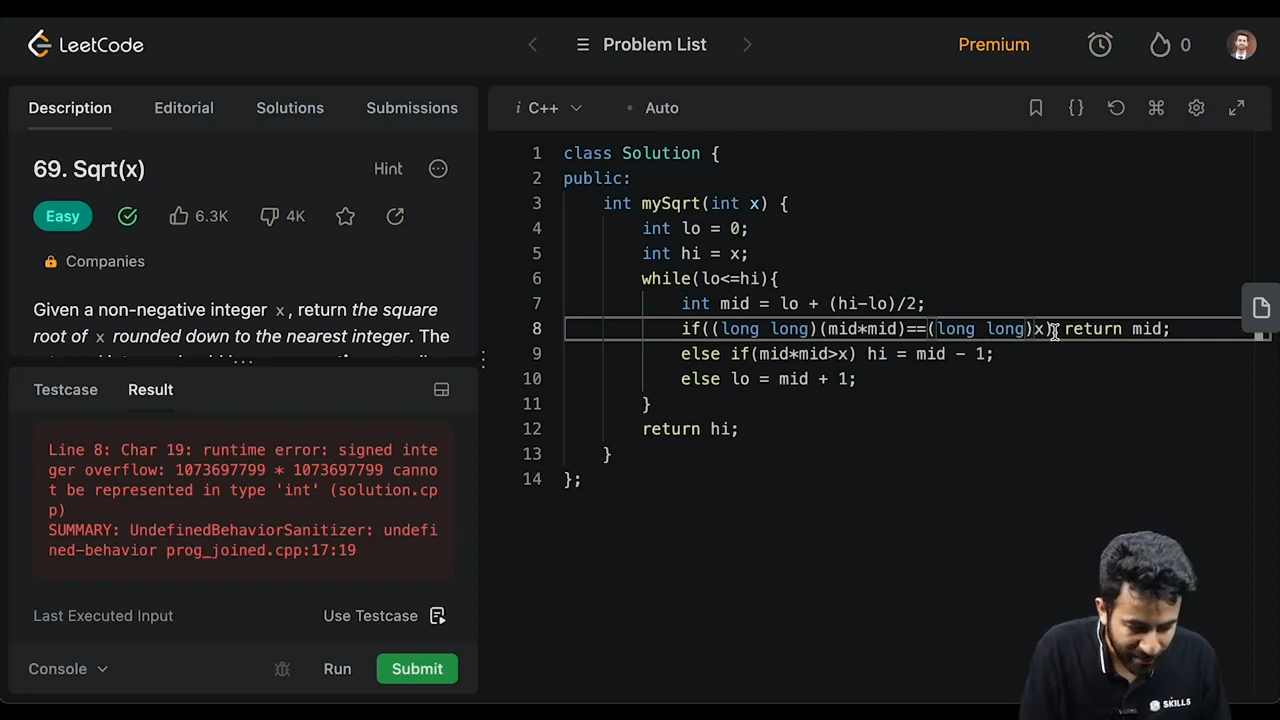 LeetCode
Problem List
Premium
0
Description
Editorial
Solutions
Submissions
69. Sqrt(x)
Hint
Easy
6.3K
4K
Companies
Given a non-negative integer x, return the square
root of x rounded down to the nearest integer. The
Testcase
Result
Line 8: Char 19: runtime error: signed inte
ger overflow: 1073697799 * 1073697799 canno
t be represented in type 'int' (solution.cp
p)
SUMMARY: UndefinedBehaviorSanitizer: undefi
ned-behavior prog_joined.cpp:17:19
Last Executed Input
Use Testcase
Console
Run
Submit
i C++
Auto
1 class Solution {
2 public:
3 int mySqrt(int x) {
4 int lo = 0;
5 int hi = x;
6 while(lo<=hi){
7 int mid = lo + (hi-lo)/2;
8 if((long long)(mid*mid)==(long long)x) return mid;
9 else if(mid*mid>x) hi = mid - 1;
10 else lo = mid + 1;
11 }
12 return hi;
13 }
14 };
SKILLS